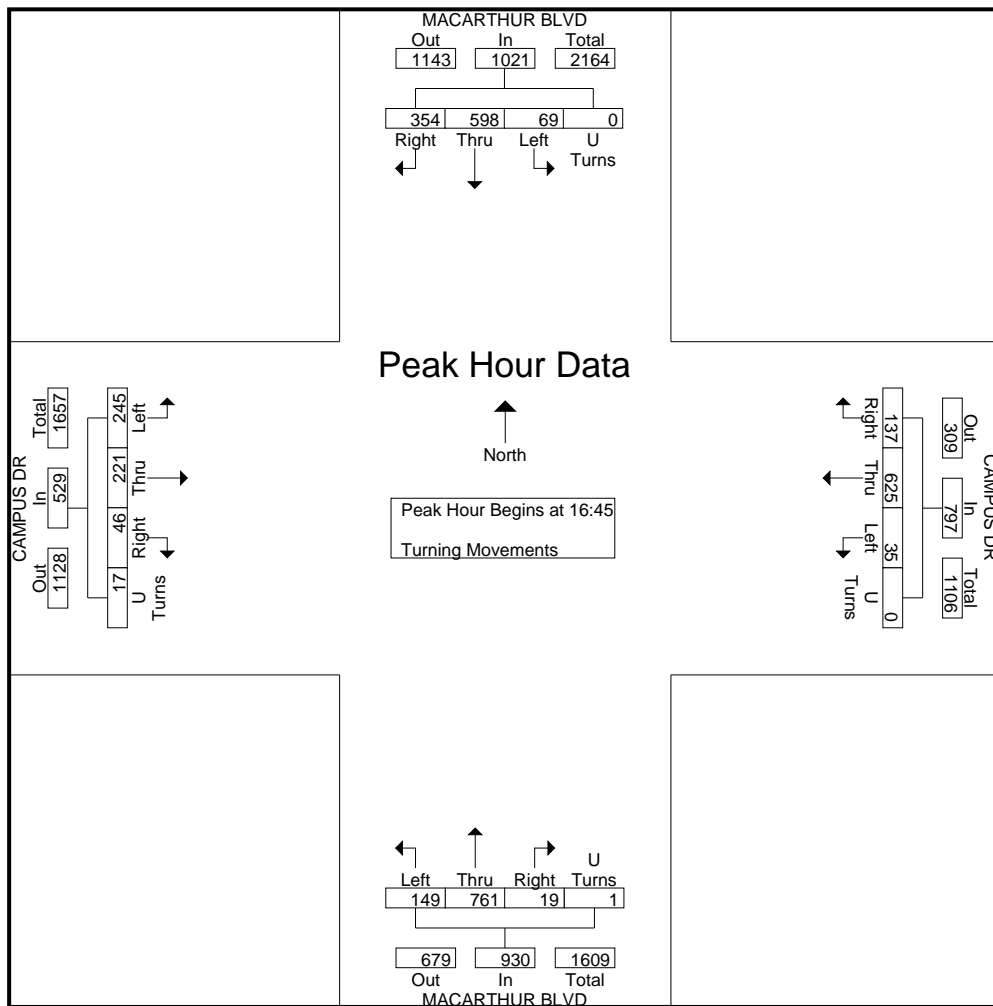 MACARTHUR BLVD
Out In Total
1143 1021 2164
354 598 69 0
Right Thru Left U
Turns
Peak Hour Data
North
Peak Hour Begins at 16:45
Turning Movements
CAMPUS DR
Total In Out
1657 529 1128
245 221 46 17
Left Thru Right U
Turns
CAMPUS DR
Out In Total
309 797 1106
137 625 35 0
Right Thru Left U
Turns
U
Left Thru Right Turns
149 761 19 1
679 930 1609
Out In Total
MACARTHUR BLVD